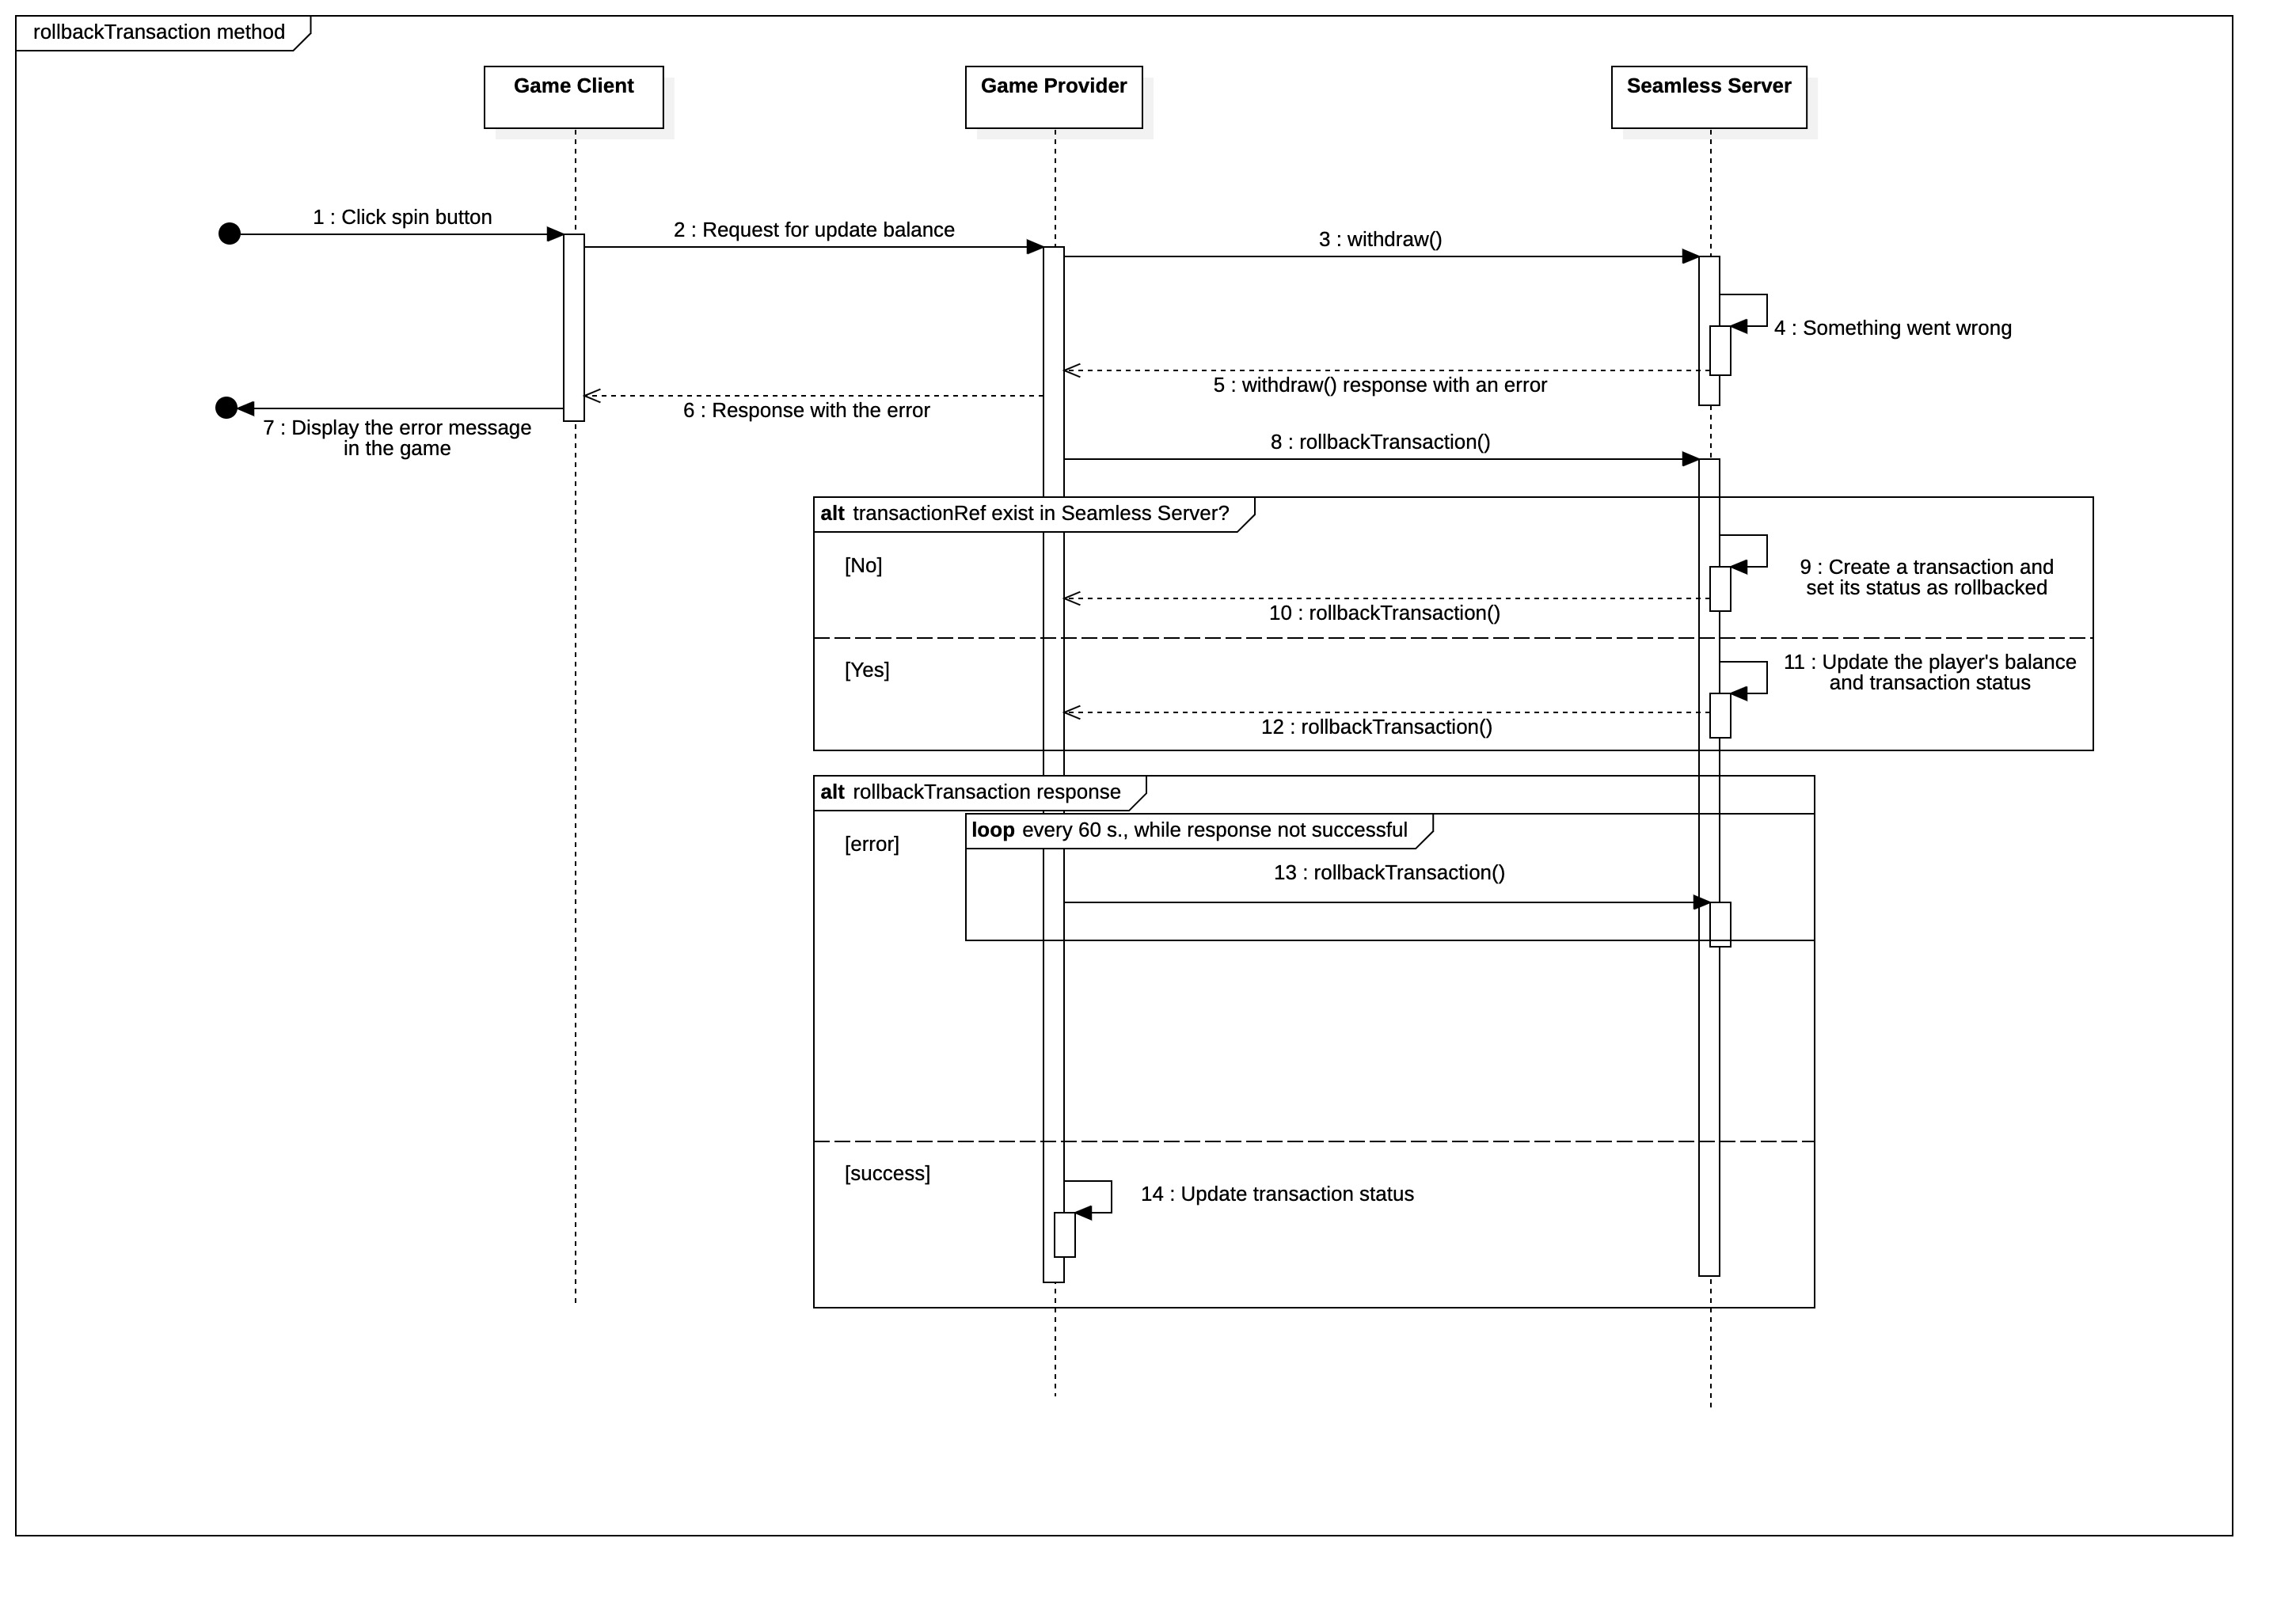 rollbackTransaction method
Game Client
Game Provider
Seamless Server
1 : Click spin button
2 : Request for update balance
3 : withdraw()
4 : Something went wrong
5 : withdraw() response with an error
6 : Response with the error
7 : Display the error message
in the game
8 : rollbackTransaction()
alt transactionRef exist in Seamless Server?
[No]
9 : Create a transaction and
set its status as rollbacked
10 : rollbackTransaction()
[Yes]
11 : Update the player's balance
and transaction status
12 : rollbackTransaction()
alt rollbackTransaction response
loop every 60 s., while response not successful
[error]
13 : rollbackTransaction()
[success]
14 : Update transaction status